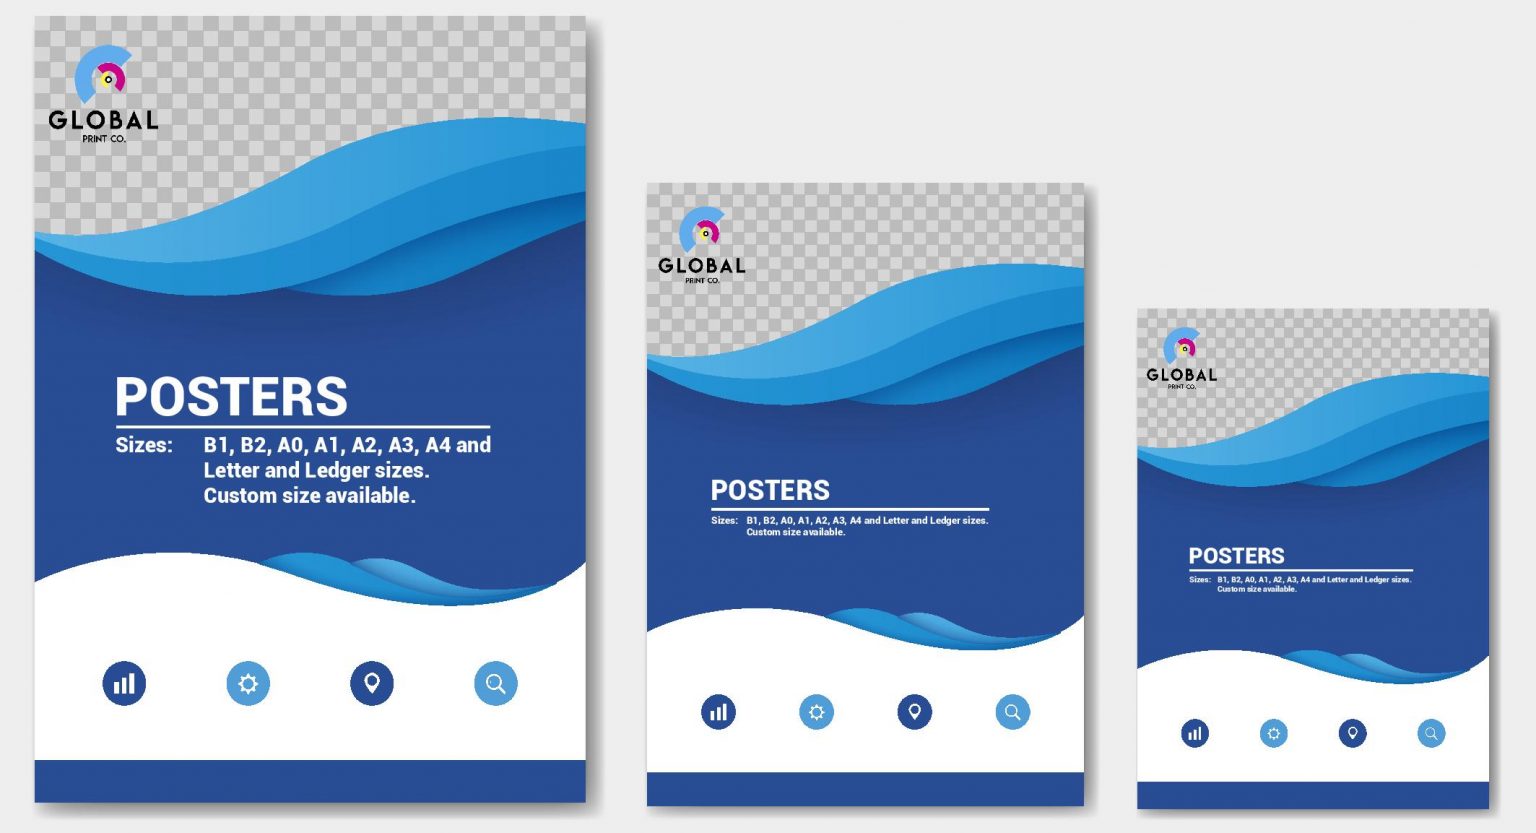 GLOBAL
PRINT CO.
POSTERS
Sizes: B1, B2, A0, A1, A2, A3, A4 and
Letter and Ledger sizes.
Custom size available.
GLOBAL
PRINT CO.
POSTERS
Sizes: B1, B2, A0, A1, A2, A3, A4 and Letter and Ledger sizes.
Custom size available.
GLOBAL
PRINT CO.
POSTERS
Sizes: B1, B2, A0, A1, A2, A3, A4 and Letter and Ledger sizes.
Custom size available.